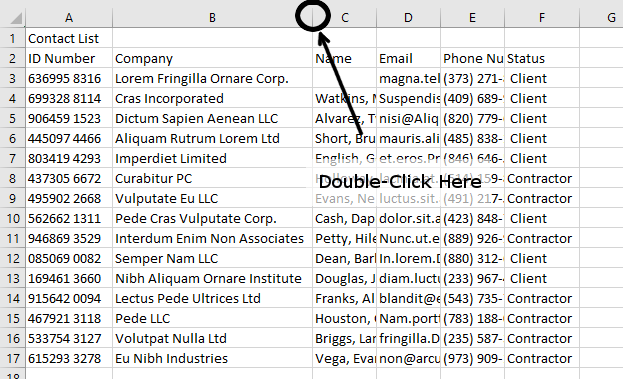 A B C D E F G
1 Contact List
2 ID Number Company Name Email Phone Nu Status
3 636995 8316 Lorem Fringilla Ornare Corp. magna.tel (373) 271- Client
4 699328 8114 Cras Incorporated Watkins, M Suspendis (409) 689- Client
5 906459 1523 Dictum Sapien Aenean LLC Alvarez, T nisi@Aliq (820) 779- Client
6 445097 4466 Aliquam Rutrum Lorem Ltd Short, Bru mauris.ali (485) 838- Client
7 803419 4293 Imperdiet Limited English, G et.eros.Pr (846) 646- Client
8 437305 6672 Curabitur PC (514) 159- Contractor
Double-Click Here
9 495902 2668 Vulputate Eu LLC Evans, Ne luctus.sit. (491) 217- Contractor
10 562662 1311 Pede Cras Vulputate Corp. Cash, Dap dolor.sit. (423) 848- Client
11 946869 3529 Interdum Enim Non Associates Petty, Hile Nunc.ut.e (889) 926- Contractor
12 085069 0082 Semper Nam LLC Dean, Barl In.lorem.D (880) 312- Client
13 169461 3660 Nibh Aliquam Ornare Institute Douglas, J diam.luctu (233) 967- Client
14 915642 0094 Lectus Pede Ultrices Ltd Franks, Al blandit@e (543) 735- Contractor
15 467921 3118 Pede LLC Houston, Nam.port (783) 188- Contractor
16 533754 3127 Volutpat Nulla Ltd Briggs, La fringilla.D (235) 587- Contractor
17 615293 3278 Eu Nibh Industries Vega, Evan non@arcu (973) 909- Contractor
18